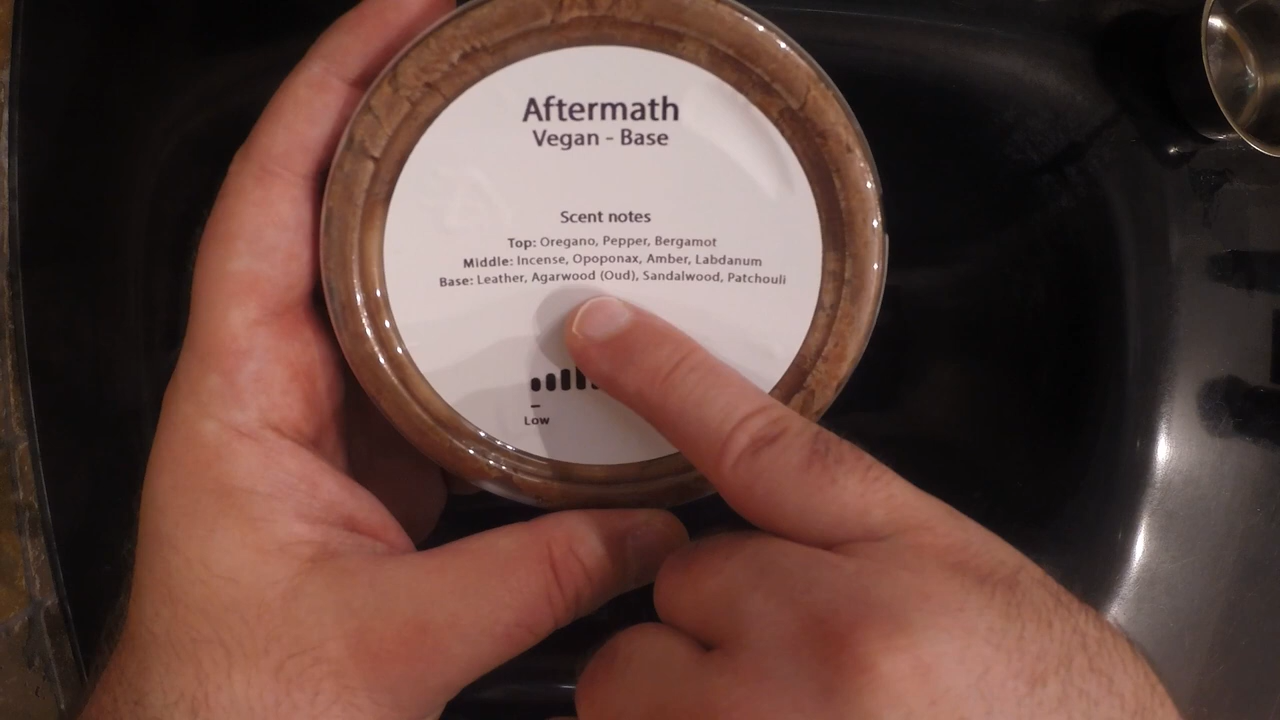 Aftermath
Vegan - Base
Scent notes
Top: Oregano, Pepper, Bergamot
Middle: Incense, Opoponax, Amber, Labdanum
Base: Leather, Agarwood (Oud), Sandalwood, Patchouli
Low